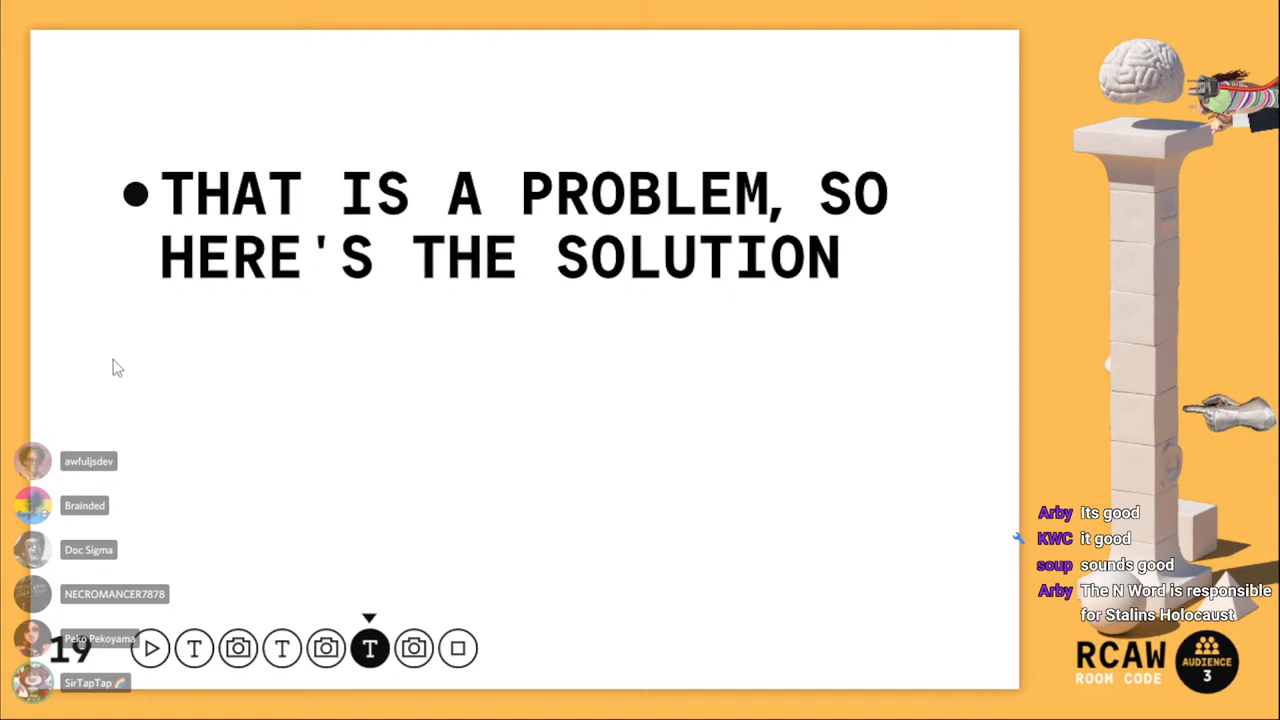 •THAT IS A PROBLEM, SO
HERE'S THE SOLUTION
awfuljsdev
Brainded
Doc Sigma
NECROMANCER7878
Peko Pekoyama
SirTapTap
19
T
T
T
Arby Its good
KWC it good
soup sounds good
Arby The N Word is responsible
for Stalins Holocaust
RCAW
ROOM CODE
AUDIENCE
3